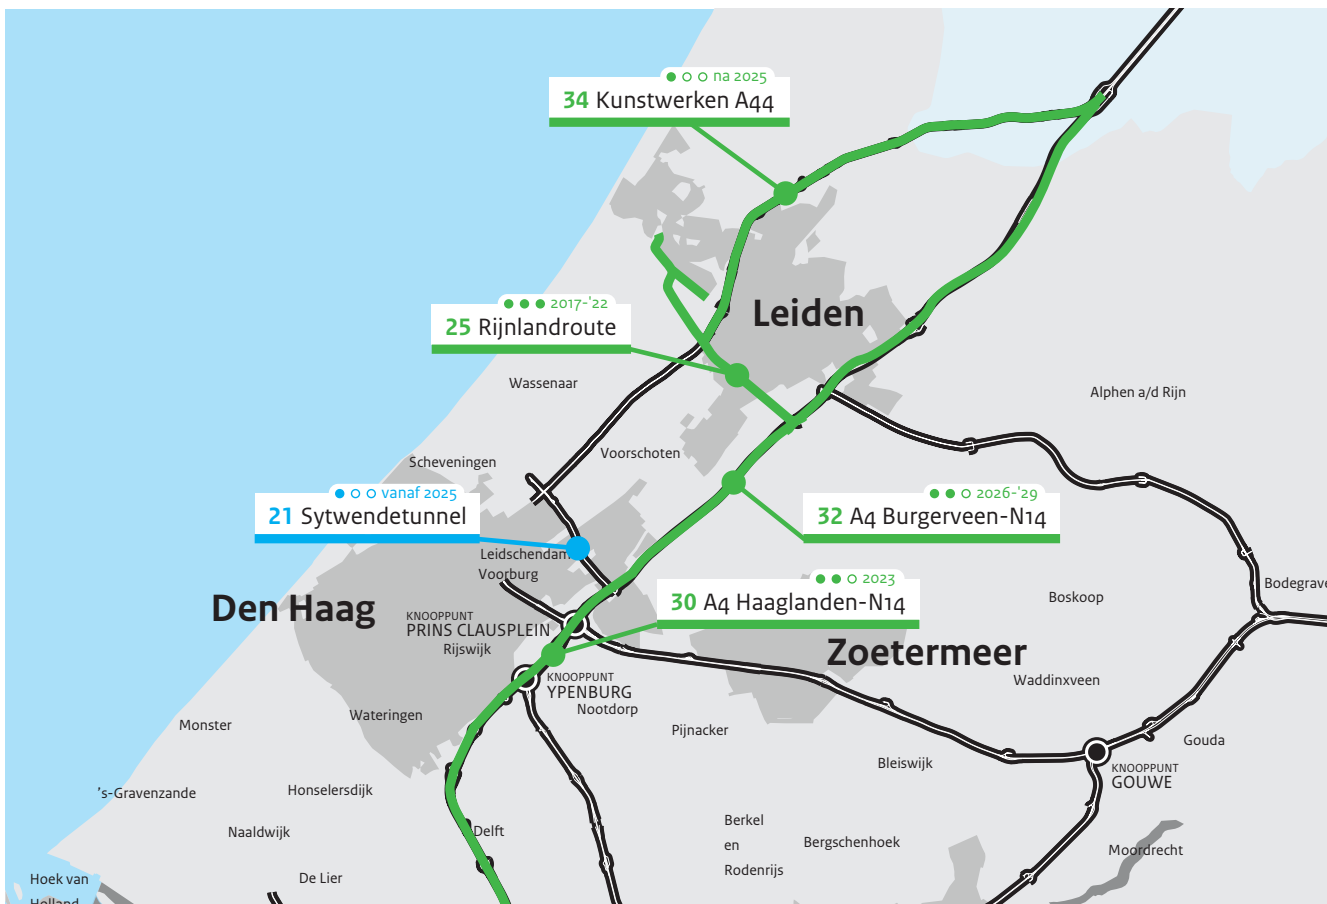 na 2025
34 Kunstwerken A44
2017-'22
25 Rijnlandroute
Leiden
Wassenaar
Alphen a/d Rijn
Voorschoten
Scheveningen
vanaf 2025
21 Sytwendetunnel
2026-'29
32 A4 Burgerveen-N14
Leidschendam
Voorburg
2023
30 A4 Haaglanden-N14
Bodegrave
Boskoop
Den Haag
KNOOPPUNT
PRINS CLAUSPLEIN
Rijswijk
Zoetermeer
KNOOPPUNT
YPENBURG
Nootdorp
Waddinxveen
Wateringen
Monster
Pijnacker
Gouda
Bleiswijk
KNOOPPUNT
GOUWE
's-Gravenzande
Honselersdijk
Naaldwijk
Delft
Berkel
en
Rodenrijs
Bergschenhoek
Moordrecht
De Lier
Hoek van
Holland